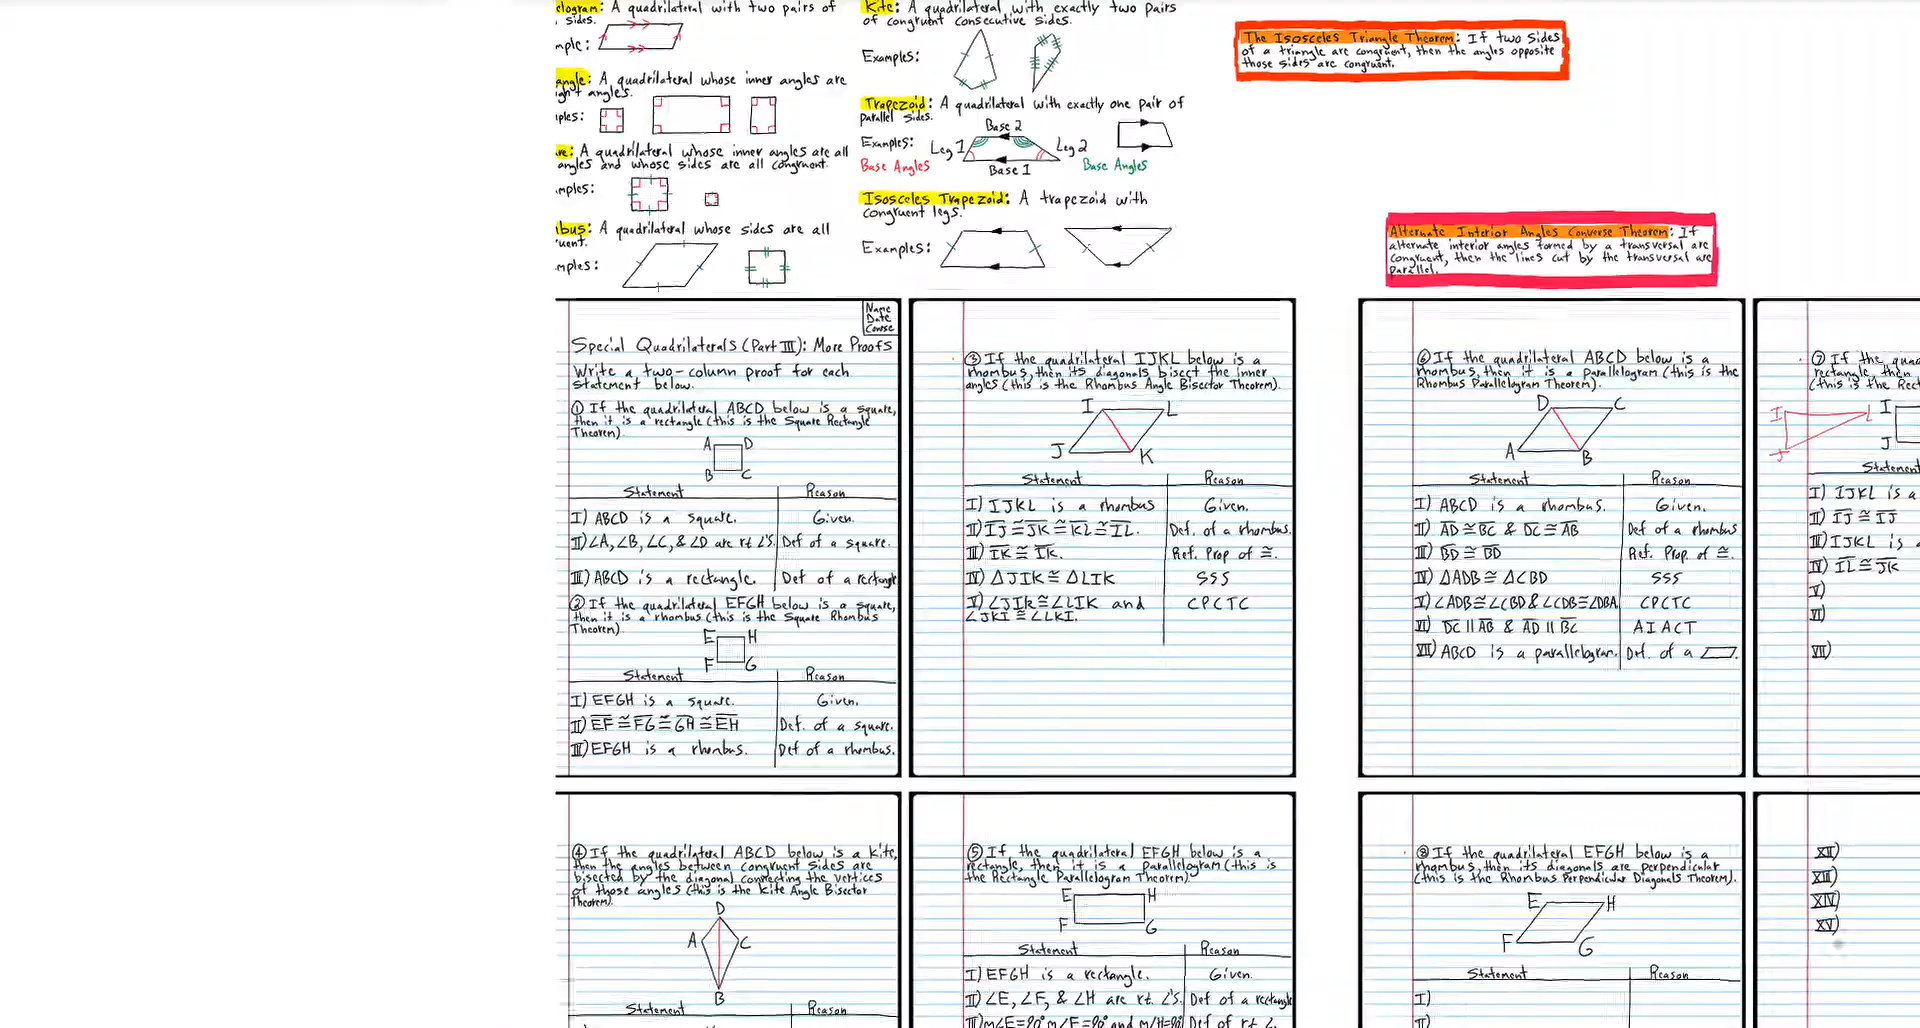 elogram: A quadrilateral with two pairs of
sides.
mple:
angle: A quadrilateral whose inner angles are
ight angles.
ples:
are: A quadrilateral whose inner angles are all
angles and whose sides are all congruent.
mples:
bus: A quadrilateral whose sides are all
uent.
mples:
Kite: A quadrilateral with exactly two pairs
of congruent consecutive sides.
Examples:
Trapezoid: A quadrilateral with exactly one pair of
parallel sides.
Base 2
Examples: Leg 1 Leg 2
Base Angles Base 1 Base Angles
Isosceles Trapezoid: A trapezoid with
congruent legs.
Examples:
The Isosceles Triangle Theorem: If two sides
of a triangle are congruent, then the angles opposite
those sides are congruent.
Alternate Interior Angles Converse Theorem: If
alternate interior angles formed by a transversal are
congruent, then the lines cut by the transversal are
parallel.
Name
Date
Course
Special Quadrilaterals (Part III): More Proofs
Write a two-column proof for each
statement below.
① If the quadrilateral ABCD below is a square,
then it is a rectangle (this is the Square Rectangle
Theorem).
A D
B C
Statement Reason
I) ABCD is a square. Given.
II) ∠A, ∠B, ∠C, & ∠D are rt ∠'s. Def of a square.
III) ABCD is a rectangle. Def of a rectangle
② If the quadrilateral EFGH below is a square,
then it is a rhombus (this is the Square Rhombus
Theorem).
E H
F G
Statement Reason
I) EFGH is a square. Given.
II) EF ≅ FG ≅ GH ≅ EH Def. of a square.
III) EFGH is a rhombus. Def of a rhombus.
③ If the quadrilateral IJKL below is a
rhombus, then its diagonals bisect the inner
angles (this is the Rhombus Angle Bisector Theorem).
I L
J K
Statement Reason
I) IJKL is a rhombus Given.
II) IJ ≅ JK ≅ KL ≅ IL. Def. of a rhombus.
III) IK ≅ IK. Ref. Prop of ≅.
IV) △JIK ≅ △LIK SSS
V) ∠JIK ≅ ∠LIK and CPCTC
∠JKI ≅ ∠LKI.
⑥ If the quadrilateral ABCD below is a
rhombus, then it is a parallelogram (this is the
Rhombus Parallelogram Theorem).
D C
A B
Statement Reason
I) ABCD is a rhombus. Given.
II) AD ≅ BC & DC ≅ AB Def of a rhombus
III) BD ≅ BD Ref. Prop. of ≅.
IV) △ADB ≅ △CBD SSS
V) ∠ADB ≅ ∠CBD & ∠CDB ≅ ∠DBA CPCTC
VI) DC || AB & AD || BC AIACT
VII) ABCD is a parallelogram. Def. of a ▱.
⑦ If the quad
rectangle then
(this is the Rect
I L I
J J
Statement
I) IJKL is a
II) IJ ≅ IJ
III) IJKL is a
IV) IL ≅ JK
V)
VI)
VII)
④ If the quadrilateral ABCD below is a kite,
then the angles between congruent sides are
bisected by the diagonal connecting the vertices
of those angles (this is the Kite Angle Bisector
Theorem).
D
A C
B
Statement Reason
⑤ If the quadrilateral EFGH below is a
rectangle, then it is a parallelogram (this is
the Rectangle Parallelogram Theorem).
E H
F G
Statement Reason
I) EFGH is a rectangle. Given.
II) ∠E, ∠F, & ∠H are rt. ∠'s. Def of a rectangle
III) m∠E=90° m∠F=90° and m∠H=90° Def of rt ∠.
⑧ If the quadrilateral EFGH below is a
rhombus, then its diagonals are perpendicular
(this is the Rhombus Perpendicular Diagonals Theorem).
E H
F G
Statement Reason
I)
II)
XII)
XIII)
XIV)
XV)